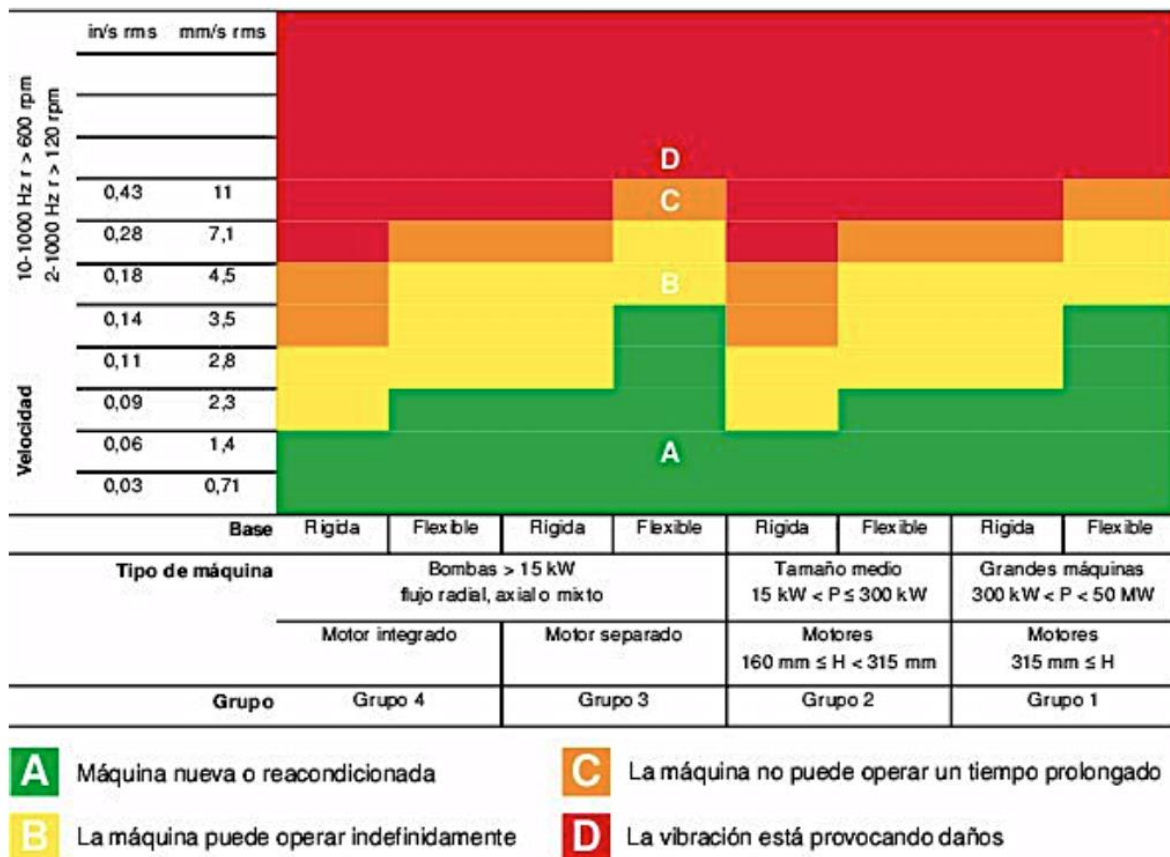 in/s rms mm/s rms
10-1000 Hz r > 600 rpm
2-1000 Hz r > 120 rpm
Velocidad
D
0,43 11
C
0,28 7,1
0,18 4,5
B
0,14 3,5
0,11 2,8
0,09 2,3
0,06 1,4
A
0,03 0,71
Base Rigida Flexible Rigida Flexible Rigida Flexible Rigida Flexible
Tipo de máquina
Bombas > 15 kW
flujo radial, axial o mixto
Tamaño medio
15 kW < P ≤ 300 kW
Grandes máquinas
300 kW < P < 50 MW
Motor integrado
Motor separado
Motores
160 mm ≤ H < 315 mm
Motores
315 mm ≤ H
Grupo Grupo 4 Grupo 3 Grupo 2 Grupo 1
A Máquina nueva o reacondicionada
C La máquina no puede operar un tiempo prolongado
B La máquina puede operar indefinidamente
D La vibración está provocando daños